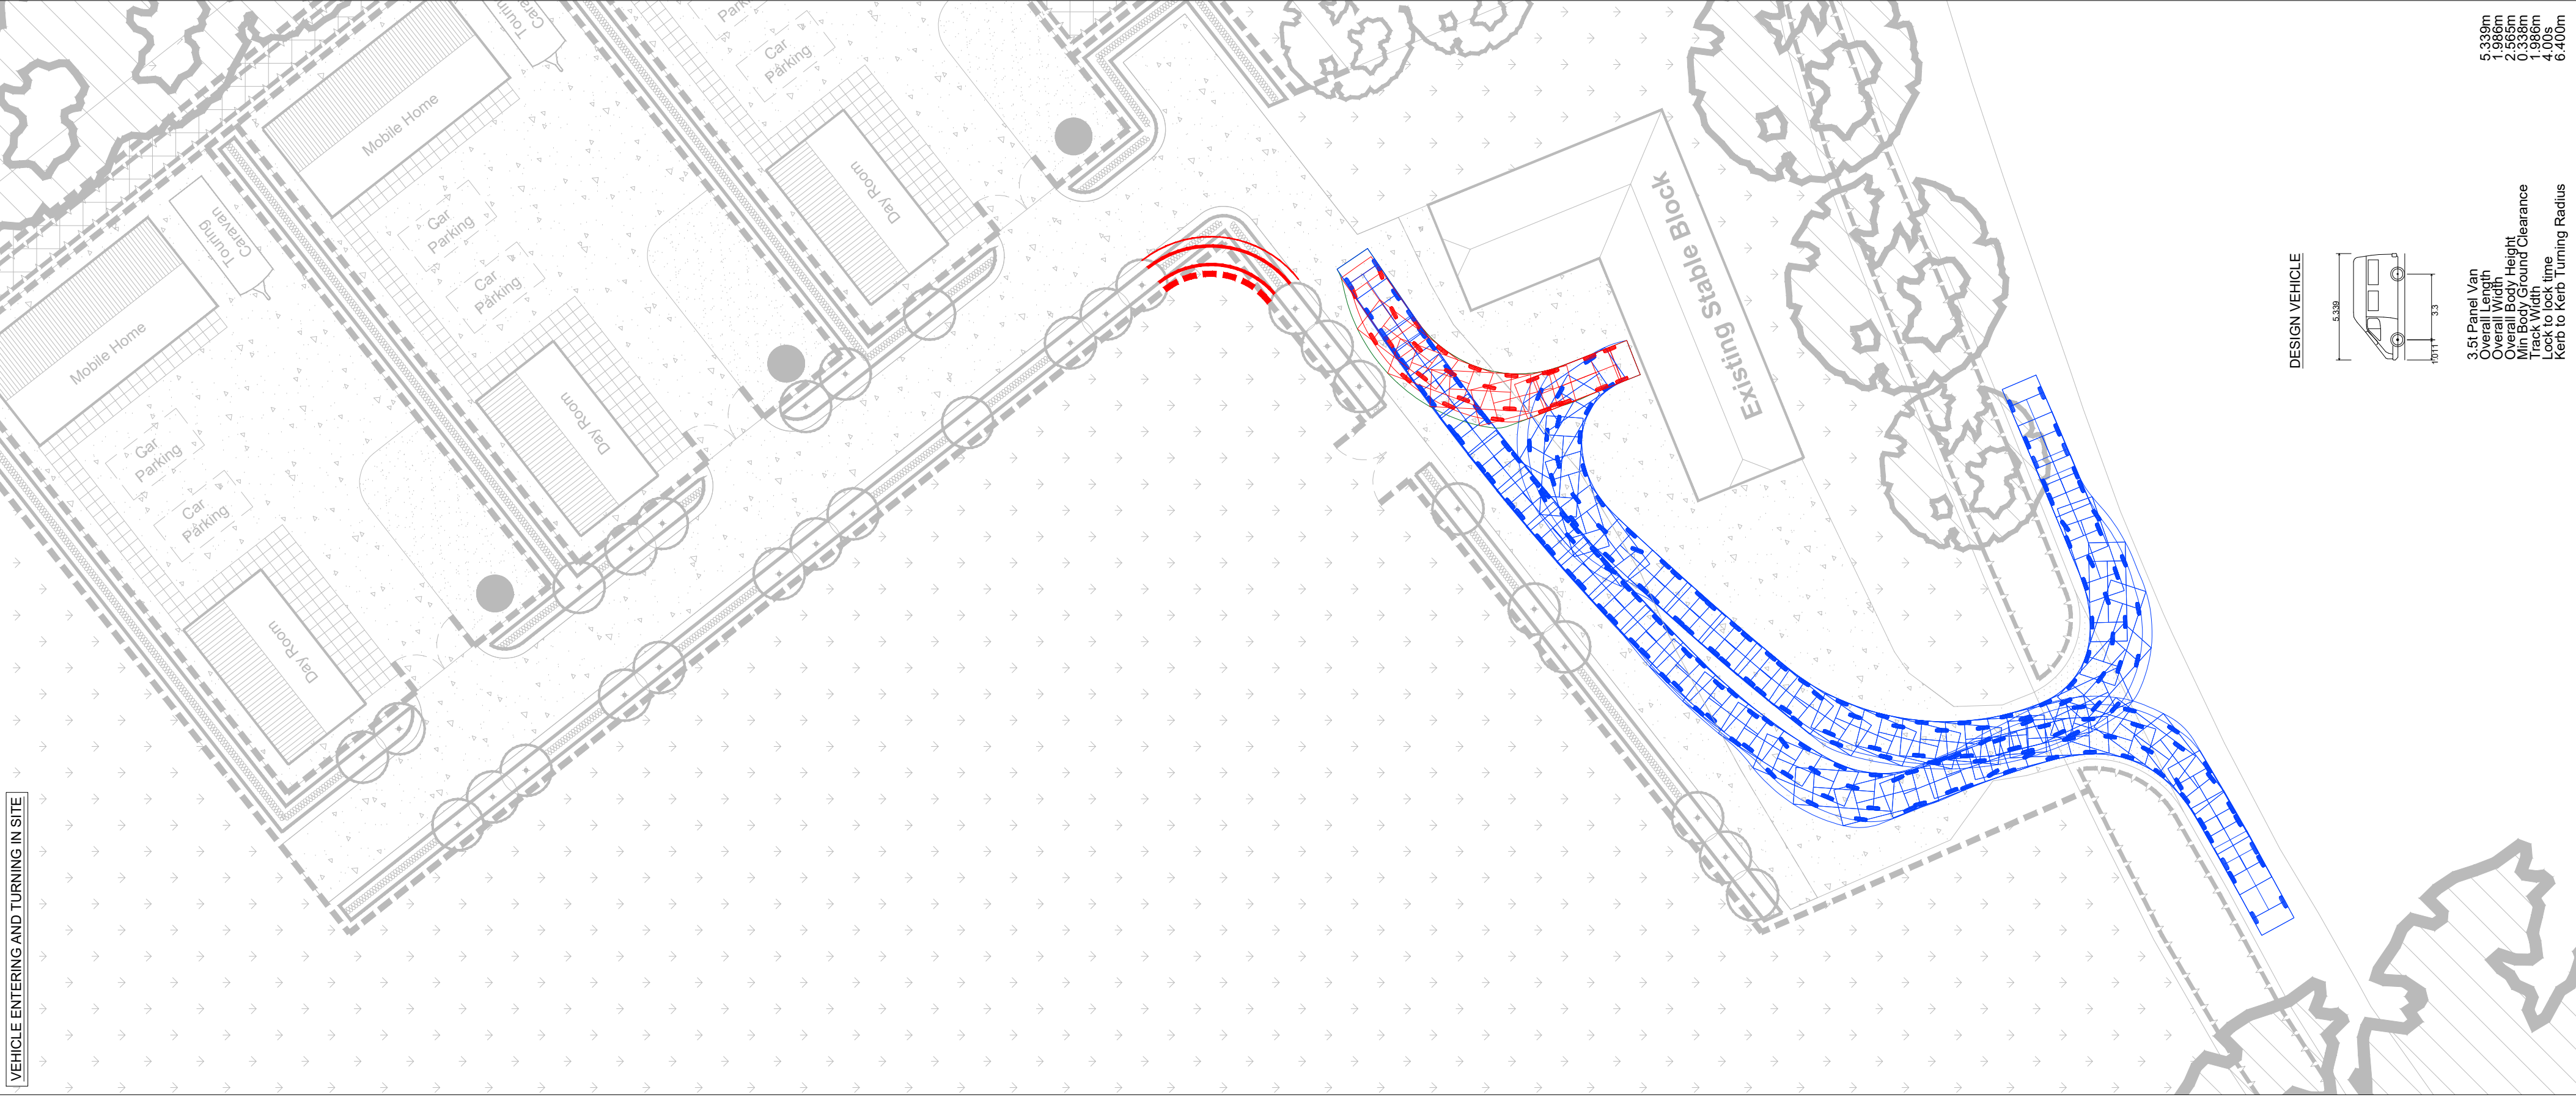 VEHICLE ENTERING AND TURNING IN SITE
Mobile Home
Touring
Caravan
Car
Parking
Car
Parking
Day Room
Mobile Home
Car
Parking
Car
Parking
Day Room
Car
Parking
Day Room
Existing Stable Block
DESIGN VEHICLE
5.339
1.011
3.3
3.5t Panel Van
Overall Length 5.339m
Overall Width 1.986m
Overall Body Height 2.565m
Min Body Ground Clearance 0.338m
Track Width 1.986m
Lock to lock time 4.00s
Kerb to Kerb Turning Radius 6.400m